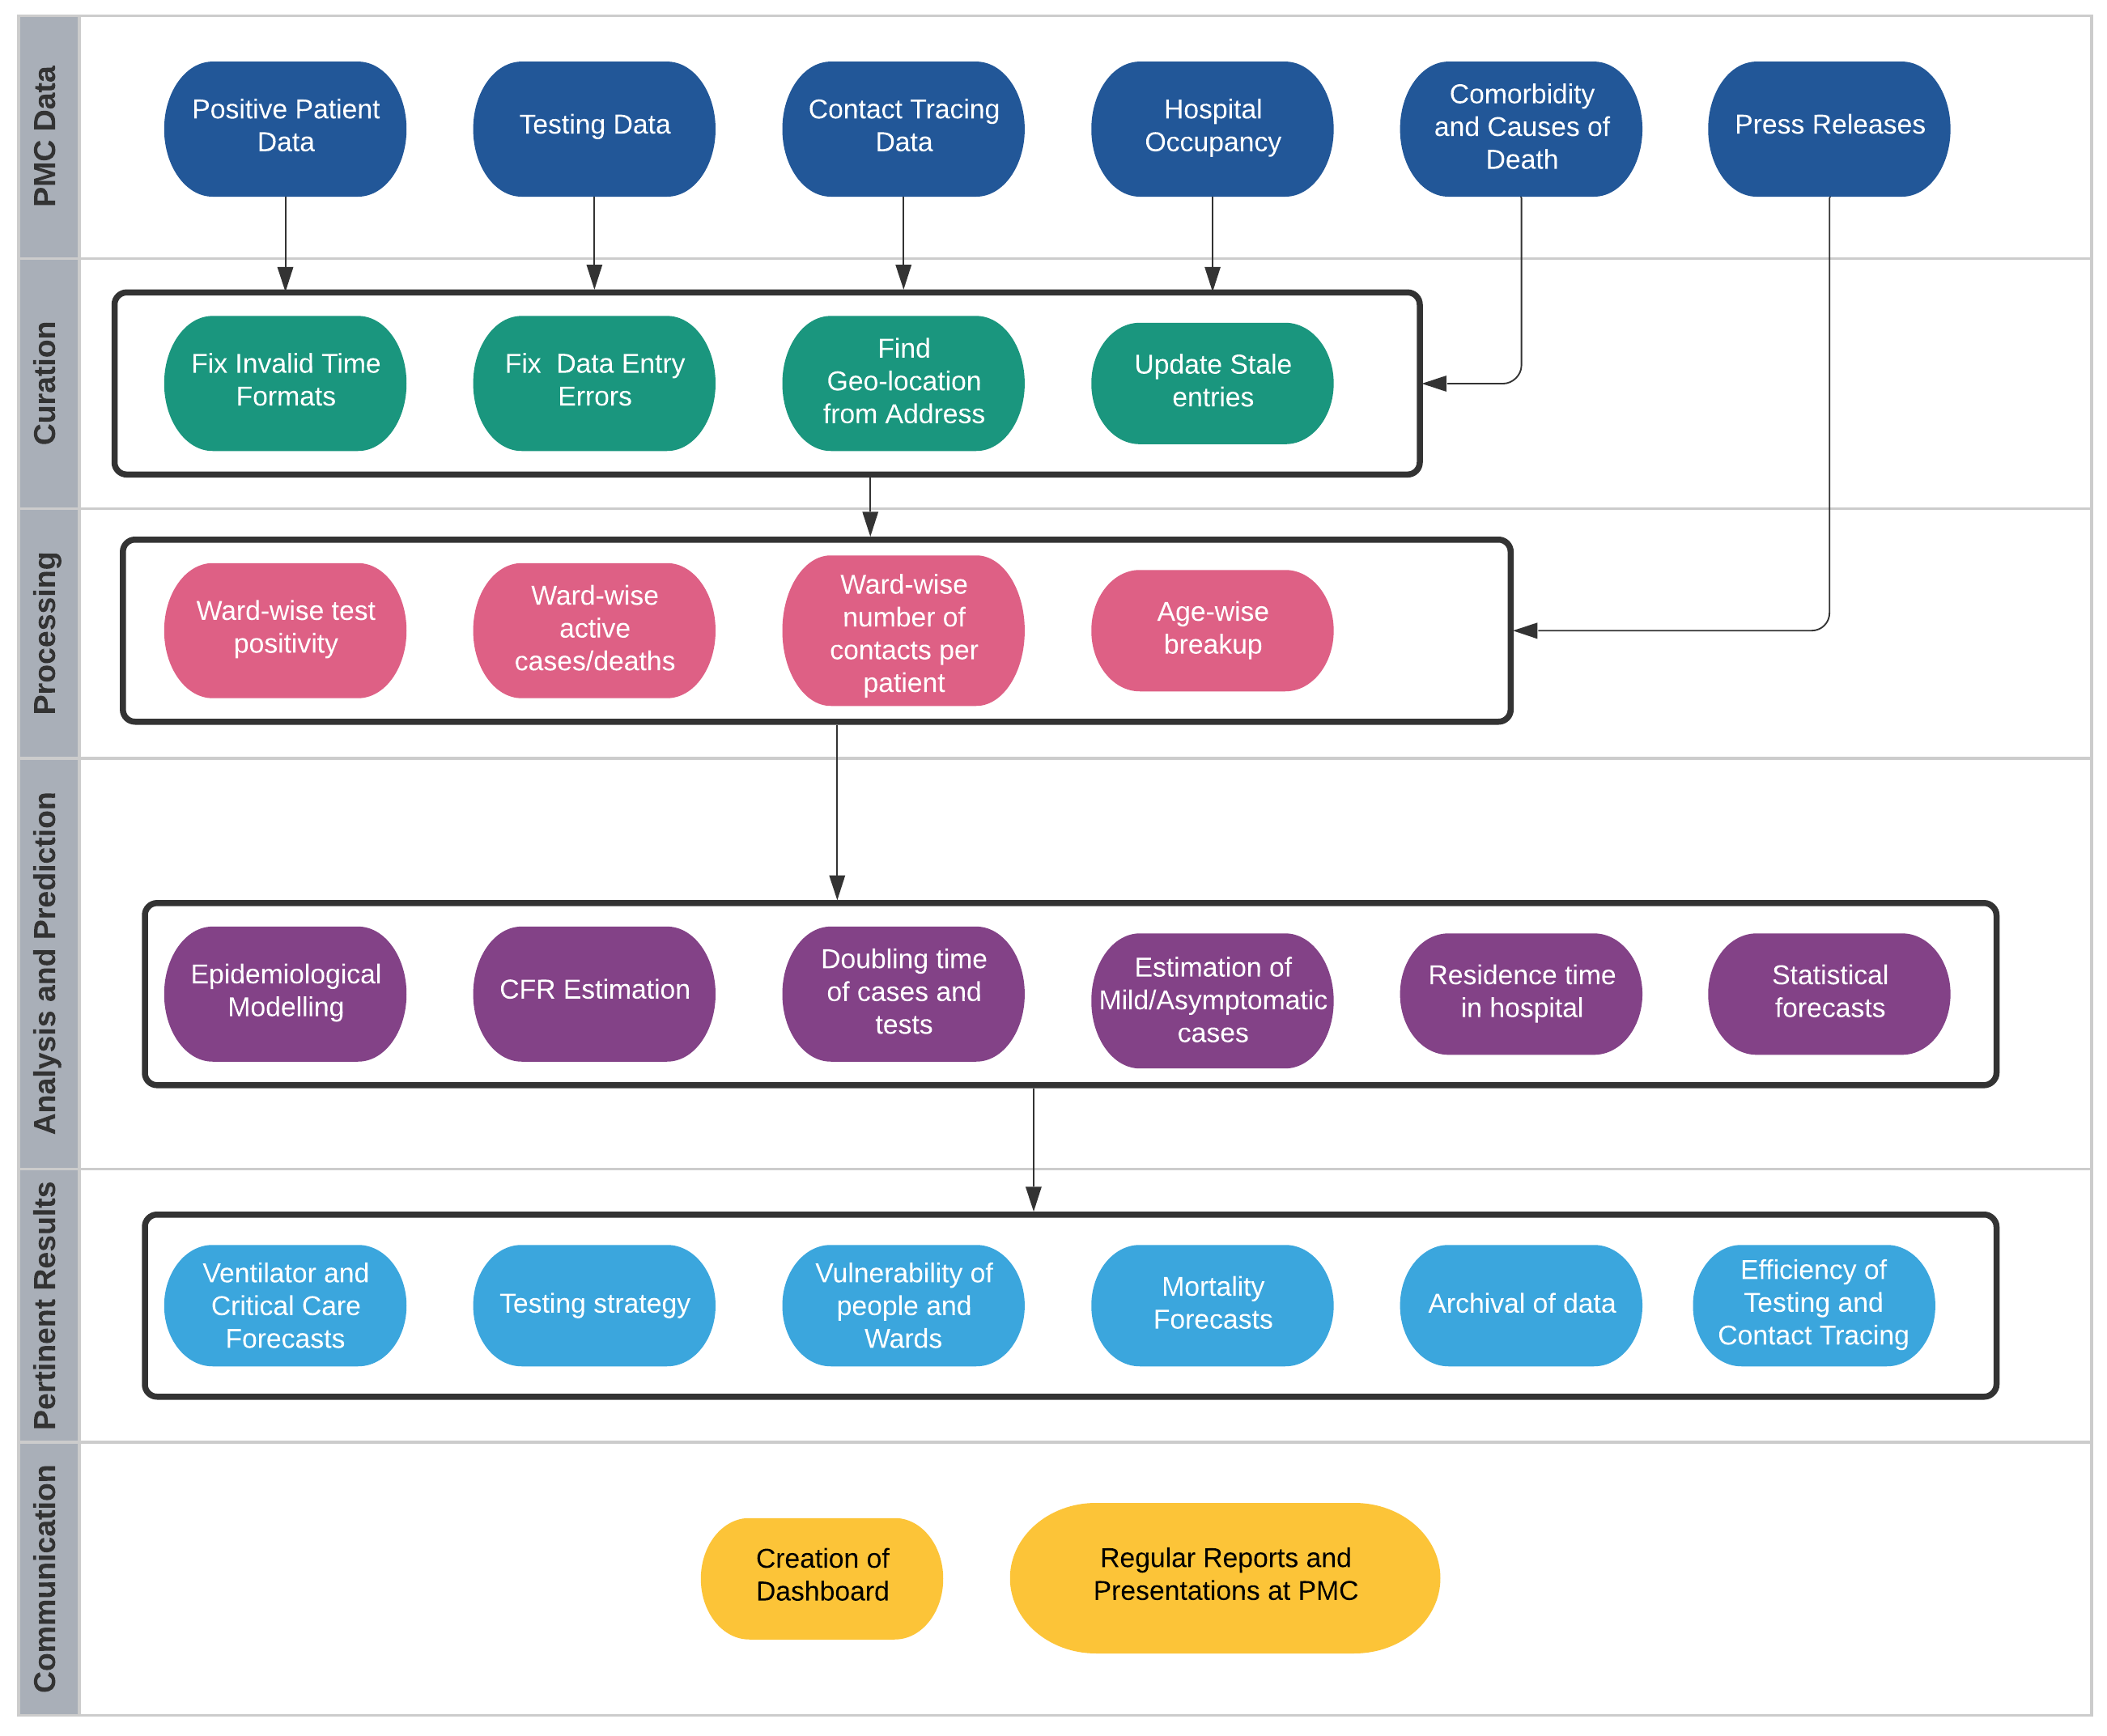 PMC Data
Positive Patient
Data
Testing Data
Contact Tracing
Data
Hospital
Occupancy
Comorbidity
and Causes of
Death
Press Releases
Curation
Fix Invalid Time
Formats
Fix  Data Entry
Errors
Find
Geo-location
from Address
Update Stale
entries
Processing
Ward-wise test
positivity
Ward-wise
active
cases/deaths
Ward-wise
number of
contacts per
patient
Age-wise
breakup
Analysis and Prediction
Epidemiological
Modelling
CFR Estimation
Doubling time
of cases and
tests
Estimation of
Mild/Asymptomatic
cases
Residence time
in hospital
Statistical
forecasts
Pertinent Results
Ventilator and
Critical Care
Forecasts
Testing strategy
Vulnerability of
people and
Wards
Mortality
Forecasts
Archival of data
Efficiency of
Testing and
Contact Tracing
Communication
Creation of
Dashboard
Regular Reports and
Presentations at PMC